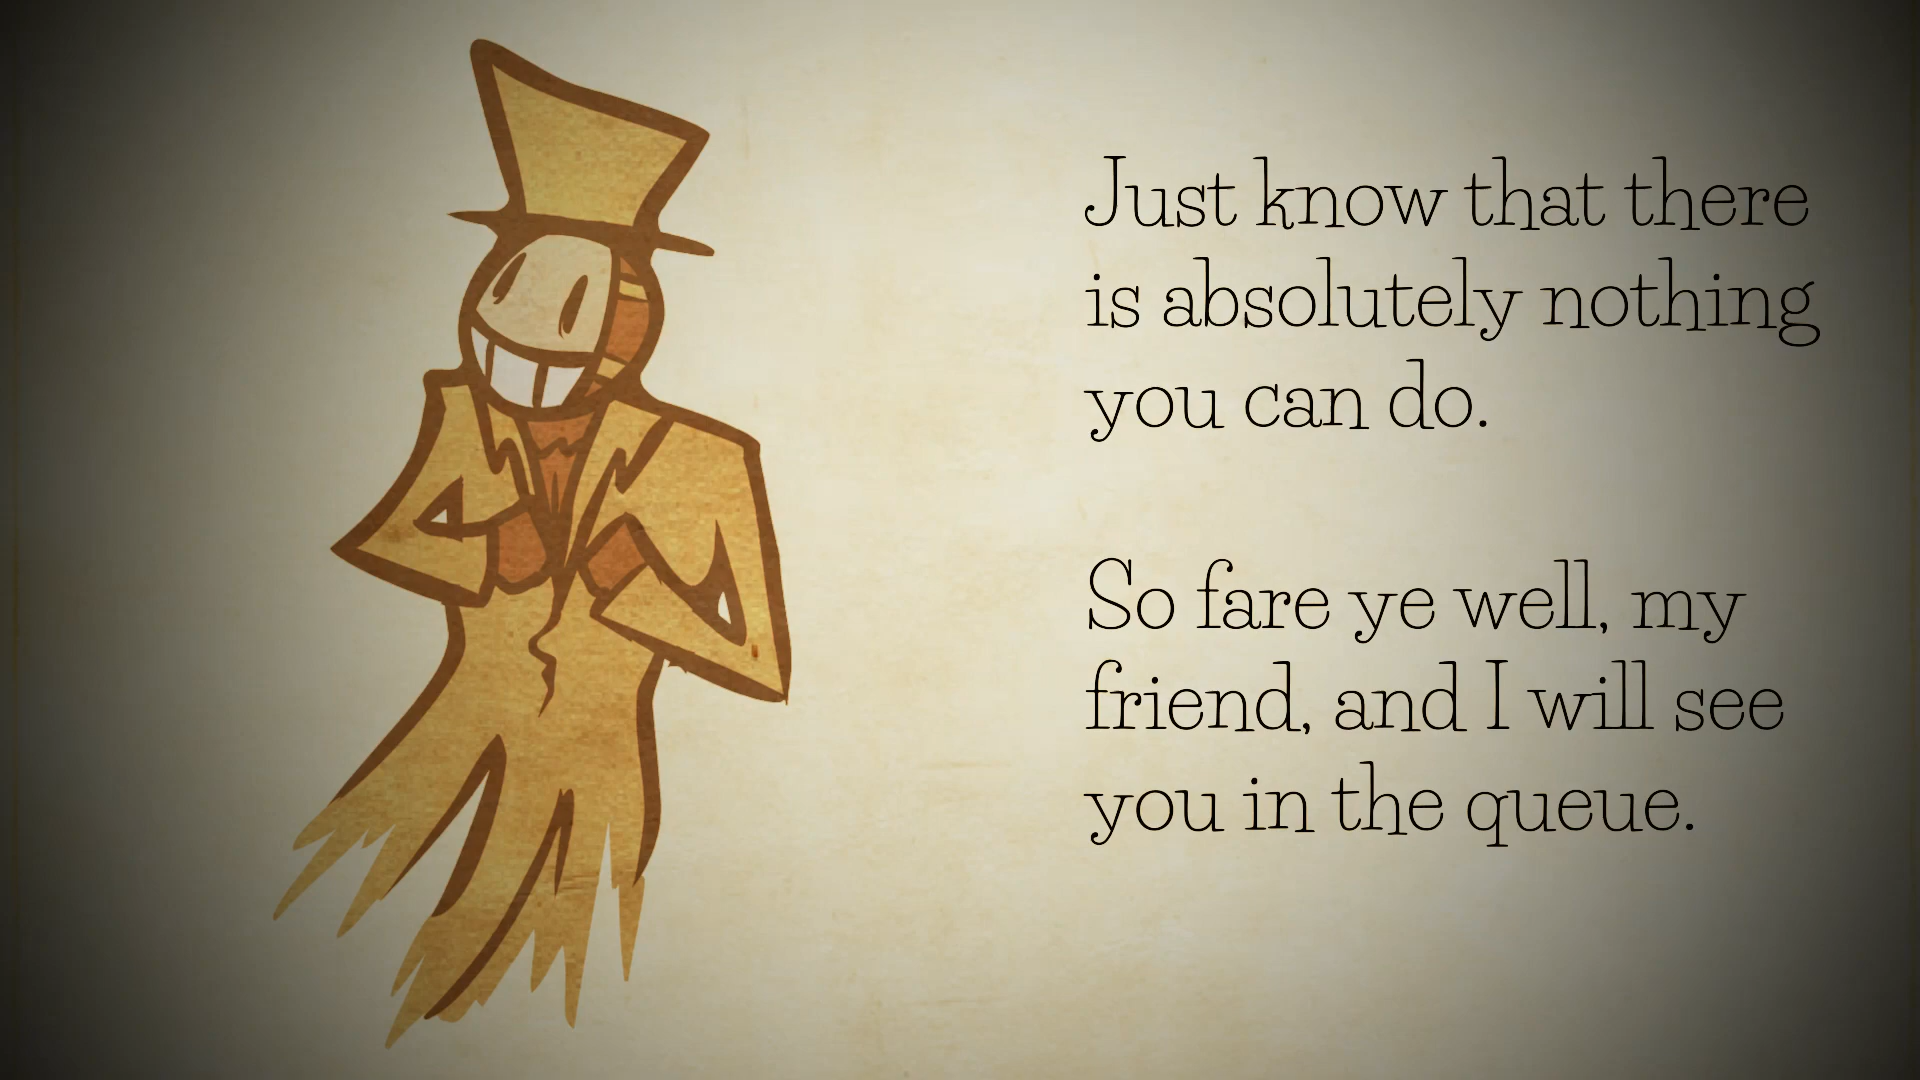 Just know that there
is absolutely nothing
you can do.
So fare ye well, my
friend, and I will see
you in the queue.